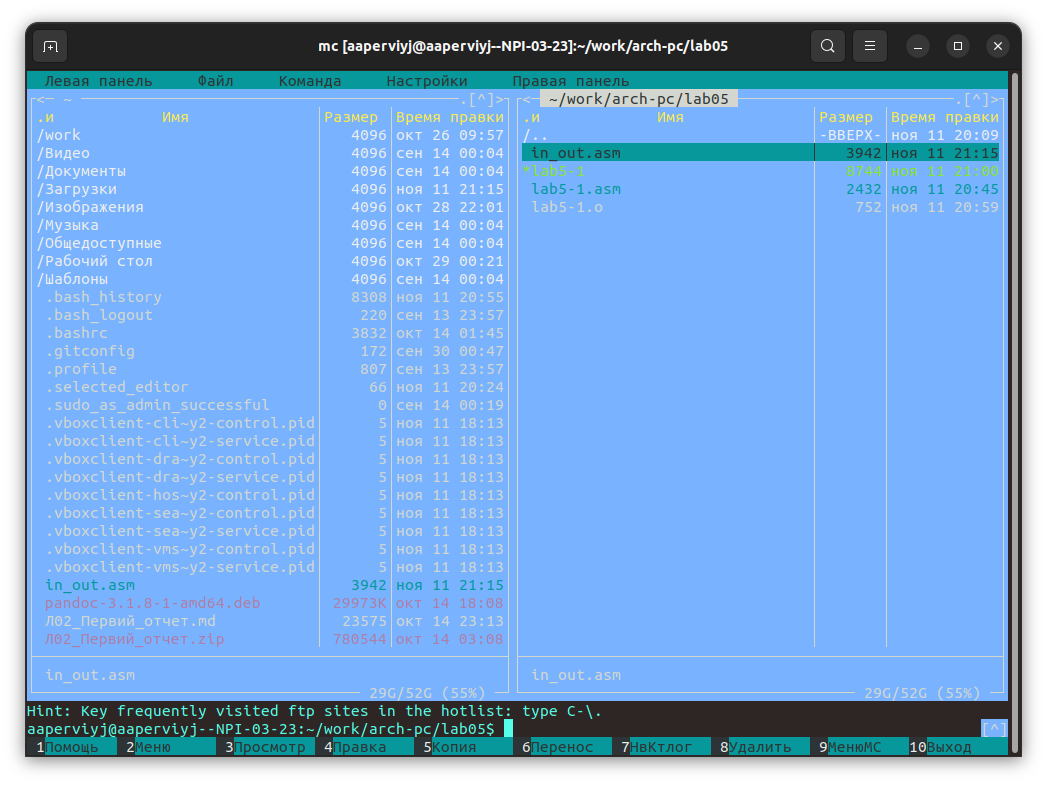 mc [aaperviyj@aaperviyj--NPI-03-23]:~/work/arch-pc/lab05
Левая панель Файл Команда Настройки Правая панель
<— ~ .[^]>
.и Имя Размер Время правки
/work 4096 окт 26 09:57
/Видео 4096 сен 14 00:04
/Документы 4096 сен 14 00:04
/Загрузки 4096 ноя 11 21:15
/Изображения 4096 окт 28 22:01
/Музыка 4096 сен 14 00:04
/Общедоступные 4096 сен 14 00:04
/Рабочий стол 4096 окт 29 00:21
/Шаблоны 4096 сен 14 00:04
.bash_history 8308 ноя 11 20:55
.bash_logout 220 сен 13 23:57
.bashrc 3832 окт 14 01:45
.gitconfig 172 сен 30 00:47
.profile 807 сен 13 23:57
.selected_editor 66 ноя 11 20:24
.sudo_as_admin_successful 0 сен 14 00:19
.vboxclient-cli~y2-control.pid 5 ноя 11 18:13
.vboxclient-cli~y2-service.pid 5 ноя 11 18:13
.vboxclient-dra~y2-control.pid 5 ноя 11 18:13
.vboxclient-dra~y2-service.pid 5 ноя 11 18:13
.vboxclient-hos~y2-control.pid 5 ноя 11 18:13
.vboxclient-sea~y2-control.pid 5 ноя 11 18:13
.vboxclient-sea~y2-service.pid 5 ноя 11 18:13
.vboxclient-vms~y2-control.pid 5 ноя 11 18:13
.vboxclient-vms~y2-service.pid 5 ноя 11 18:13
in_out.asm 3942 ноя 11 21:15
pandoc-3.1.8-1-amd64.deb 29973K окт 14 18:08
Л02_Первий_отчет.md 23575 окт 14 23:13
Л02_Первий_отчет.zip 780544 окт 14 03:08
in_out.asm
29G/52G (55%)
<— ~/work/arch-pc/lab05 .[^]>
.и Имя Размер Время правки
/.. -ВВЕРХ- ноя 11 20:09
in_out.asm 3942 ноя 11 21:15
*lab5-1 8744 ноя 11 21:00
lab5-1.asm 2432 ноя 11 20:45
lab5-1.o 752 ноя 11 20:59
in_out.asm
29G/52G (55%)
Hint: Key frequently visited ftp sites in the hotlist: type C-\.
aaperviyj@aaperviyj--NPI-03-23:~/work/arch-pc/lab05$ [^]
1Помощь 2Меню 3Просмотр 4Правка 5Копия 6Перенос 7НвКтлог 8Удалить 9МенюМС 10Выход